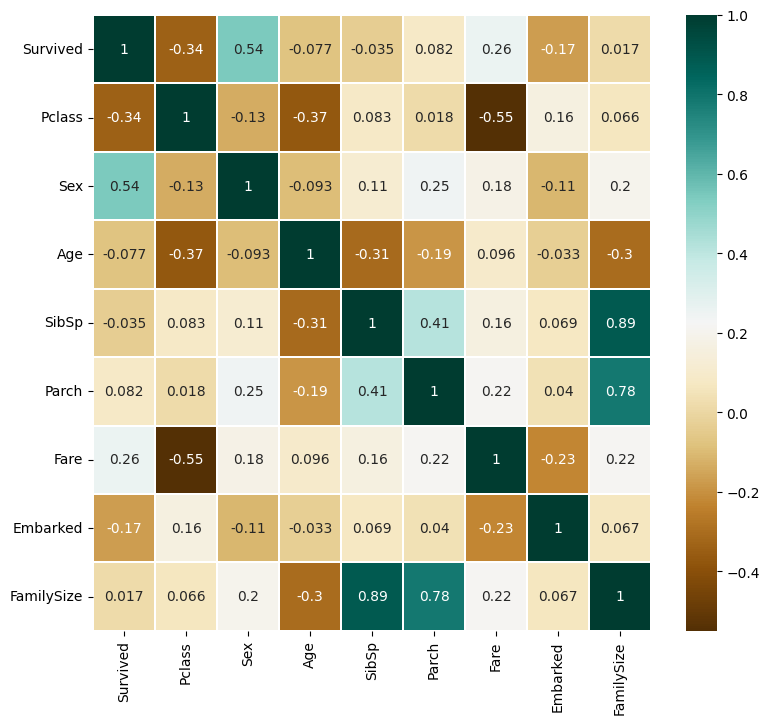 1.0
Survived 1 -0.34 0.54 -0.077 -0.035 0.082 0.26 -0.17 0.017
0.8
Pclass -0.34 1 -0.13 -0.37 0.083 0.018 -0.55 0.16 0.066
Sex 0.54 -0.13 1 -0.093 0.11 0.25 0.18 -0.11 0.2
0.6
Age -0.077 -0.37 -0.093 1 -0.31 -0.19 0.096 -0.033 -0.3
0.4
SibSp -0.035 0.083 0.11 -0.31 1 0.41 0.16 0.069 0.89
0.2
Parch 0.082 0.018 0.25 -0.19 0.41 1 0.22 0.04 0.78
0.0
Fare 0.26 -0.55 0.18 0.096 0.16 0.22 1 -0.23 0.22
−0.2
Embarked -0.17 0.16 -0.11 -0.033 0.069 0.04 -0.23 1 0.067
−0.4
FamilySize 0.017 0.066 0.2 -0.3 0.89 0.78 0.22 0.067 1
Survived Pclass Sex Age SibSp Parch Fare Embarked FamilySize